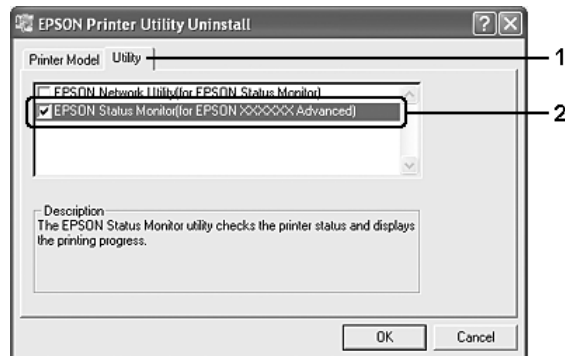 EPSON Printer Utility Uninstall
Printer Model Utility
1
EPSON Network Utility(for EPSON Status Monitor)
EPSON Status Monitor(for EPSON XXXXXX Advanced)
2
Description
The EPSON Status Monitor utility checks the printer status and displays
the printing progress.
OK Cancel